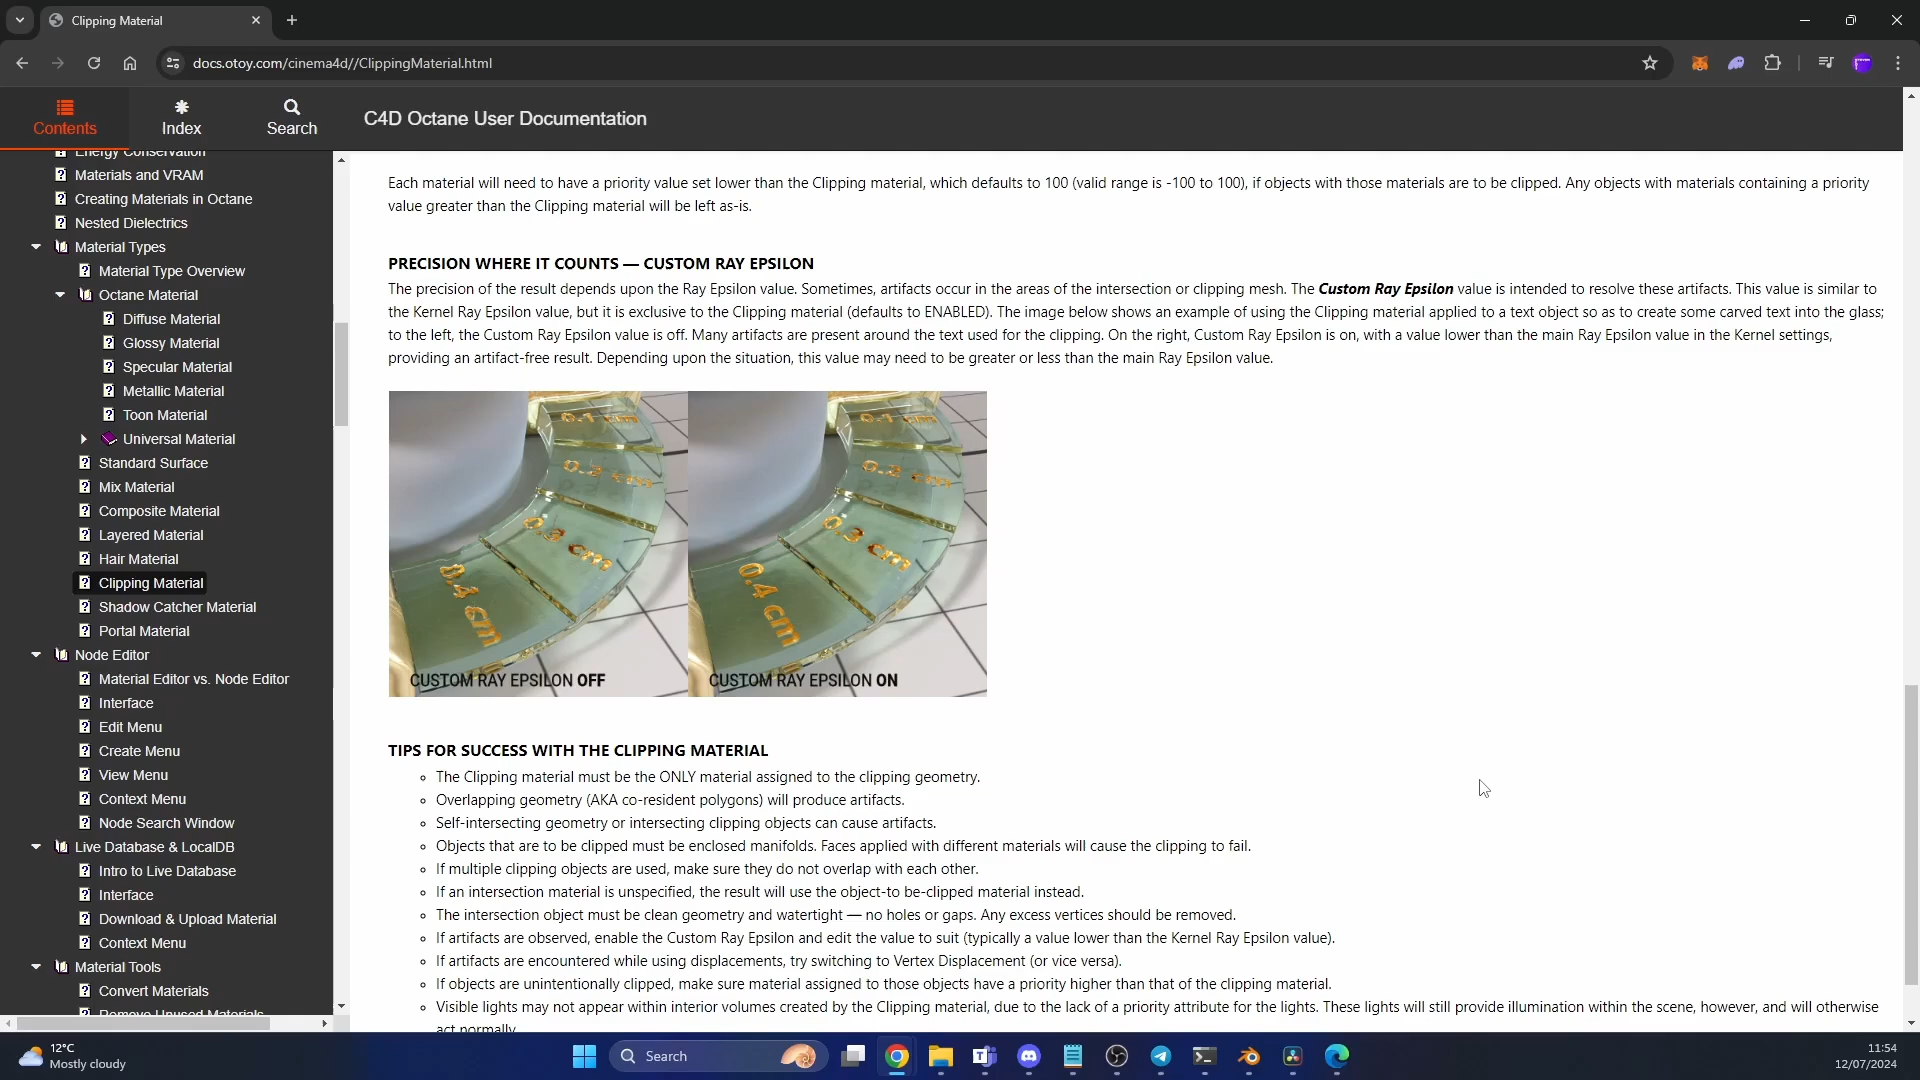 Clipping Material
docs.otoy.com/cinema4d//ClippingMaterial.html
Contents
Index
Search
C4D Octane User Documentation
Energy Conservation
Materials and VRAM
Creating Materials in Octane
Nested Dielectrics
Material Types
Material Type Overview
Octane Material
Diffuse Material
Glossy Material
Specular Material
Metallic Material
Toon Material
Universal Material
Standard Surface
Mix Material
Composite Material
Layered Material
Hair Material
Clipping Material
Shadow Catcher Material
Portal Material
Node Editor
Material Editor vs. Node Editor
Interface
Edit Menu
Create Menu
View Menu
Context Menu
Node Search Window
Live Database & LocalDB
Intro to Live Database
Interface
Download & Upload Material
Context Menu
Material Tools
Convert Materials
Remove Unused Materials
Each material will need to have a priority value set lower than the Clipping material, which defaults to 100 (valid range is -100 to 100), if objects with those materials are to be clipped. Any objects with materials containing a priority
value greater than the Clipping material will be left as-is.
PRECISION WHERE IT COUNTS — CUSTOM RAY EPSILON
The precision of the result depends upon the Ray Epsilon value. Sometimes, artifacts occur in the areas of the intersection or clipping mesh. The Custom Ray Epsilon value is intended to resolve these artifacts. This value is similar to
the Kernel Ray Epsilon value, but it is exclusive to the Clipping material (defaults to ENABLED). The image below shows an example of using the Clipping material applied to a text object so as to create some carved text into the glass;
to the left, the Custom Ray Epsilon value is off. Many artifacts are present around the text used for the clipping. On the right, Custom Ray Epsilon is on, with a value lower than the main Ray Epsilon value in the Kernel settings,
providing an artifact-free result. Depending upon the situation, this value may need to be greater or less than the main Ray Epsilon value.
0.1 cm
0.2 cm
0.3 cm
0.4 cm
CUSTOM RAY EPSILON OFF
0.1 cm
0.2 cm
0.3 cm
0.4 cm
CUSTOM RAY EPSILON ON
TIPS FOR SUCCESS WITH THE CLIPPING MATERIAL
The Clipping material must be the ONLY material assigned to the clipping geometry.
Overlapping geometry (AKA co-resident polygons) will produce artifacts.
Self-intersecting geometry or intersecting clipping objects can cause artifacts.
Objects that are to be clipped must be enclosed manifolds. Faces applied with different materials will cause the clipping to fail.
If multiple clipping objects are used, make sure they do not overlap with each other.
If an intersection material is unspecified, the result will use the object-to be-clipped material instead.
The intersection object must be clean geometry and watertight — no holes or gaps. Any excess vertices should be removed.
If artifacts are observed, enable the Custom Ray Epsilon and edit the value to suit (typically a value lower than the Kernel Ray Epsilon value).
If artifacts are encountered while using displacements, try switching to Vertex Displacement (or vice versa).
If objects are unintentionally clipped, make sure material assigned to those objects have a priority higher than that of the clipping material.
Visible lights may not appear within interior volumes created by the Clipping material, due to the lack of a priority attribute for the lights. These lights will still provide illumination within the scene, however, and will otherwise
act normally
12°C
Mostly cloudy
Search
11:54
12/07/2024